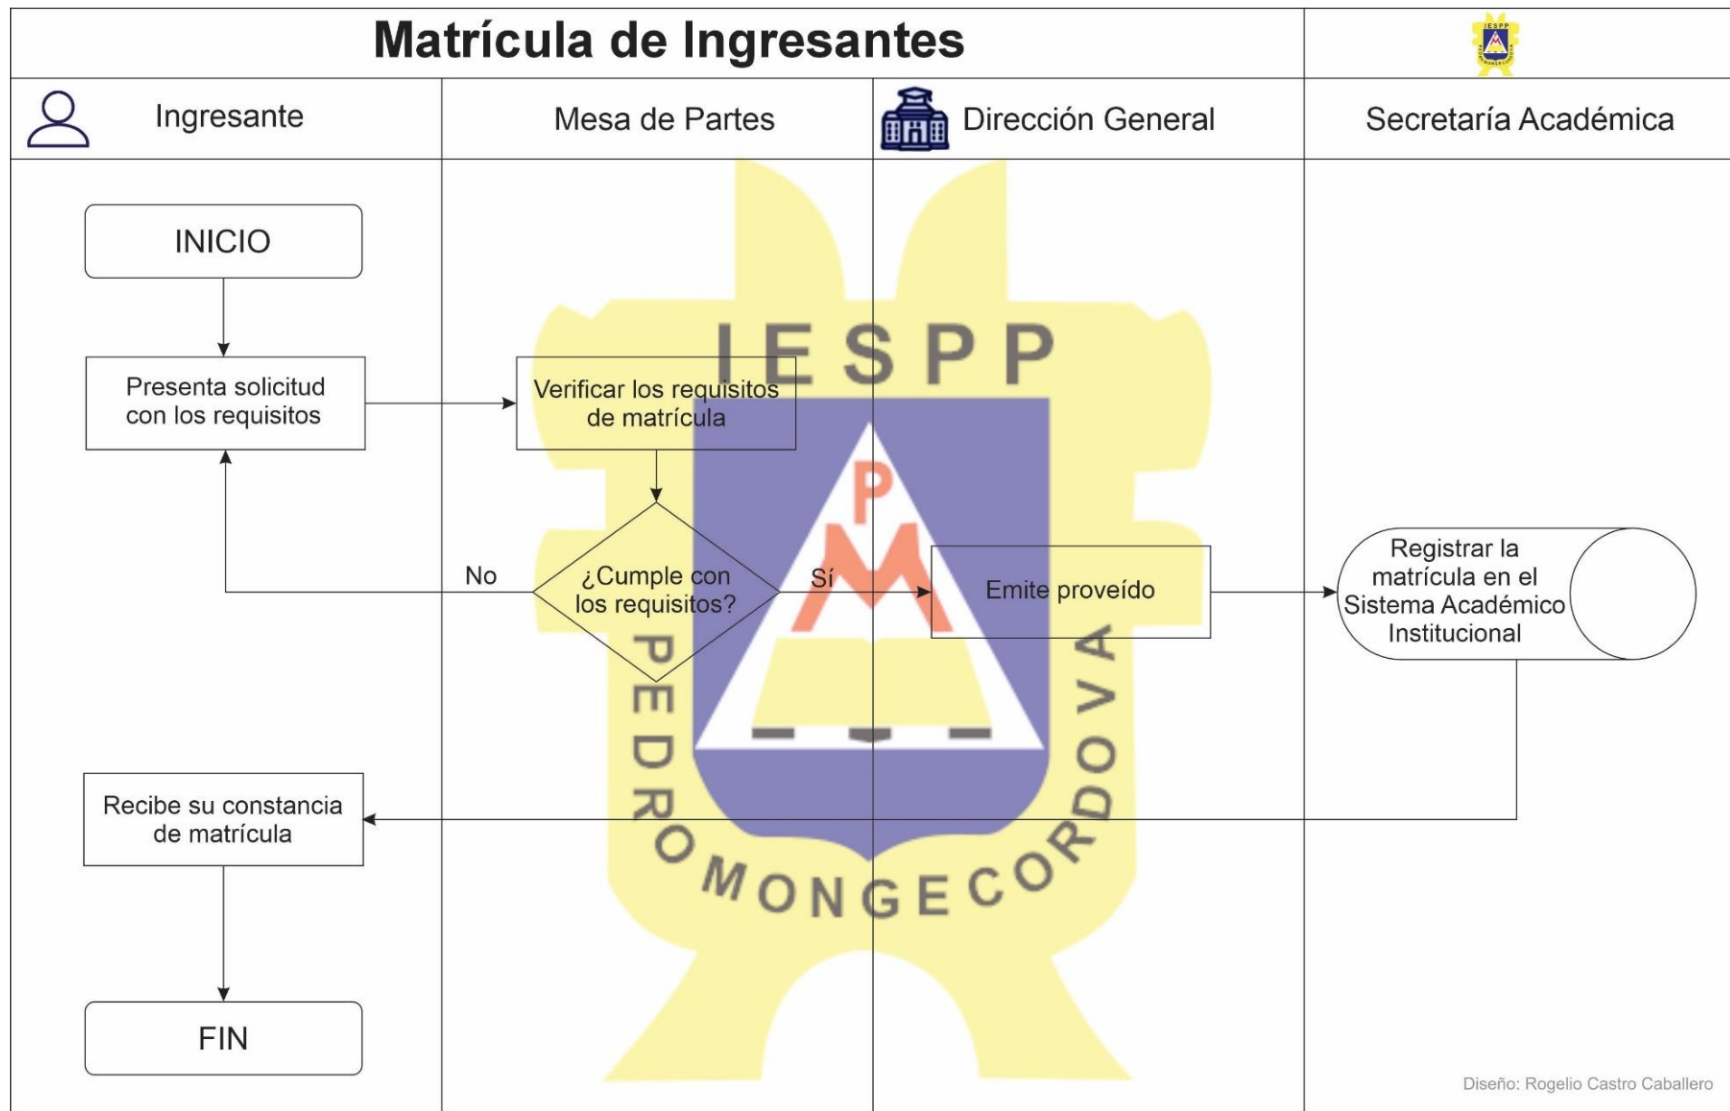 Matrícula de Ingresantes
IESPP
Ingresante
Mesa de Partes
Dirección General
Secretaría Académica
INICIO
Presenta solicitud
con los requisitos
Verificar los requisitos
de matrícula
¿Cumple con
los requisitos?
No
Sí
Emite proveído
Registrar la
matrícula en el
Sistema Académico
Institucional
Recibe su constancia
de matrícula
FIN
IESPP
PM
PEDRO MONGE CORDOVA
Diseño: Rogelio Castro Caballero